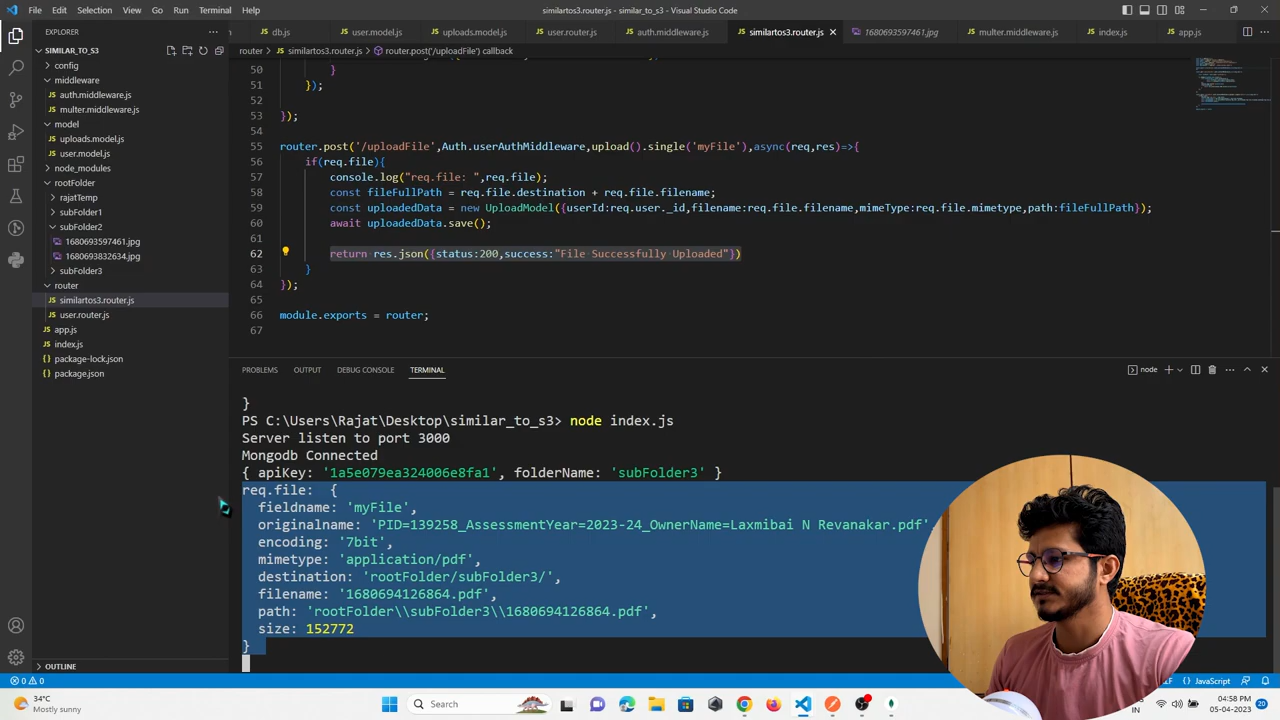 File Edit Selection View Go Run Terminal Help
similartos3.router.js - similar_to_s3 - Visual Studio Code
EXPLORER
db.js user.model.js uploads.model.js user.router.js auth.middleware.js similartos3.router.js 1680693597461.jpg multer.middleware.js index.js app.js
SIMILAR_TO_S3
router > similartos3.router.js > router.post('/uploadFile') callback
config
middleware
auth.middleware.js
multer.middleware.js
model
uploads.model.js
user.model.js
node_modules
rootFolder
rajatTemp
subFolder1
subFolder2
1680693597461.jpg
1680693832634.jpg
subFolder3
router
similartos3.router.js
user.router.js
app.js
index.js
package-lock.json
package.json
OUTLINE
50 }
51 });
52
53 });
54
55 router.post('/uploadFile',Auth.userAuthMiddleware,upload().single('myFile'),async(req,res)=>{
56 if(req.file){
57 console.log("req.file: ",req.file);
58 const fileFullPath = req.file.destination + req.file.filename;
59 const uploadedData = new UploadModel({userId:req.user._id,filename:req.file.filename,mimeType:req.file.mimetype,path:fileFullPath});
60 await uploadedData.save();
61
62 return res.json({status:200,success:"File Successfully Uploaded"})
63 }
64 });
65
66 module.exports = router;
67
PROBLEMS OUTPUT DEBUG CONSOLE TERMINAL
node
}
PS C:\Users\Rajat\Desktop\similar_to_s3> node index.js
Server listen to port 3000
Mongodb Connected
{ apiKey: '1a5e079ea324006e8fa1', folderName: 'subFolder3' }
req.file: {
fieldname: 'myFile',
originalname: 'PID=139258_AssessmentYear=2023-24_OwnerName=Laxmibai N Revanakar.pdf',
encoding: '7bit',
mimetype: 'application/pdf',
destination: 'rootFolder/subFolder3/',
filename: '1680694126864.pdf',
path: 'rootFolder\\subFolder3\\1680694126864.pdf',
size: 152772
}
0 0
JavaScript
34°C
Mostly sunny
Search
IN
04:58 PM
05-04-2023
20